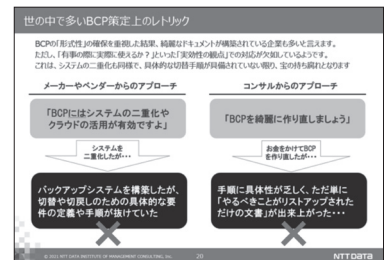 世の中で多いBCP策定上のレトリック
BCPの「形式性」の確保を重視した結果、綺麗なドキュメントが構築されている企業も多いと言えます。
ただし、「有事の際に実際に使えるか？」といった「実効性の観点」での対応が欠如しているようです。
これは、システムの二重化も同様で、具体的な切替手順が具備されていない限り、宝の持ち腐れとなります
メーカーやベンダーからのアプローチ
「BCPにはシステムの二重化や
クラウドの活用が有効ですよ」
システムを
二重化したが・・・
バックアップシステムを構築したが、
切替や切戻しのための具体的な要
件の定義や手順が抜けていた
コンサルからのアプローチ
「BCPを綺麗に作り直しましょう」
お金をかけてBCP
を作り直したが・・・
手順に具体性が乏しく、ただ単に
「やるべきことがリストアップされた
だけの文書」が出来上がった・・・
© 2021 NTT DATA INSTITUTE OF MANAGEMENT CONSULTING, Inc.
20
NTT DATA